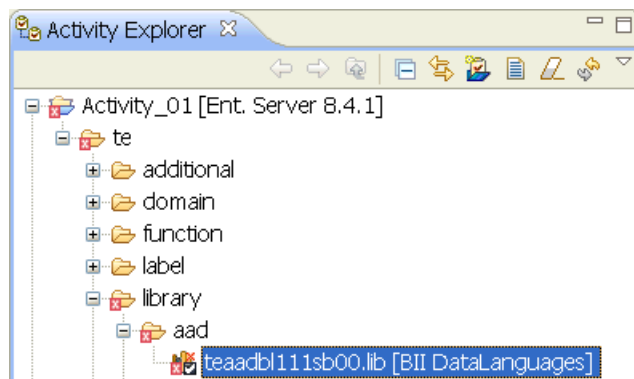 Activity Explorer
Activity_01 [Ent. Server 8.4.1]
te
additional
domain
function
label
library
aad
teaadbl111sb00.lib [BII DataLanguages]